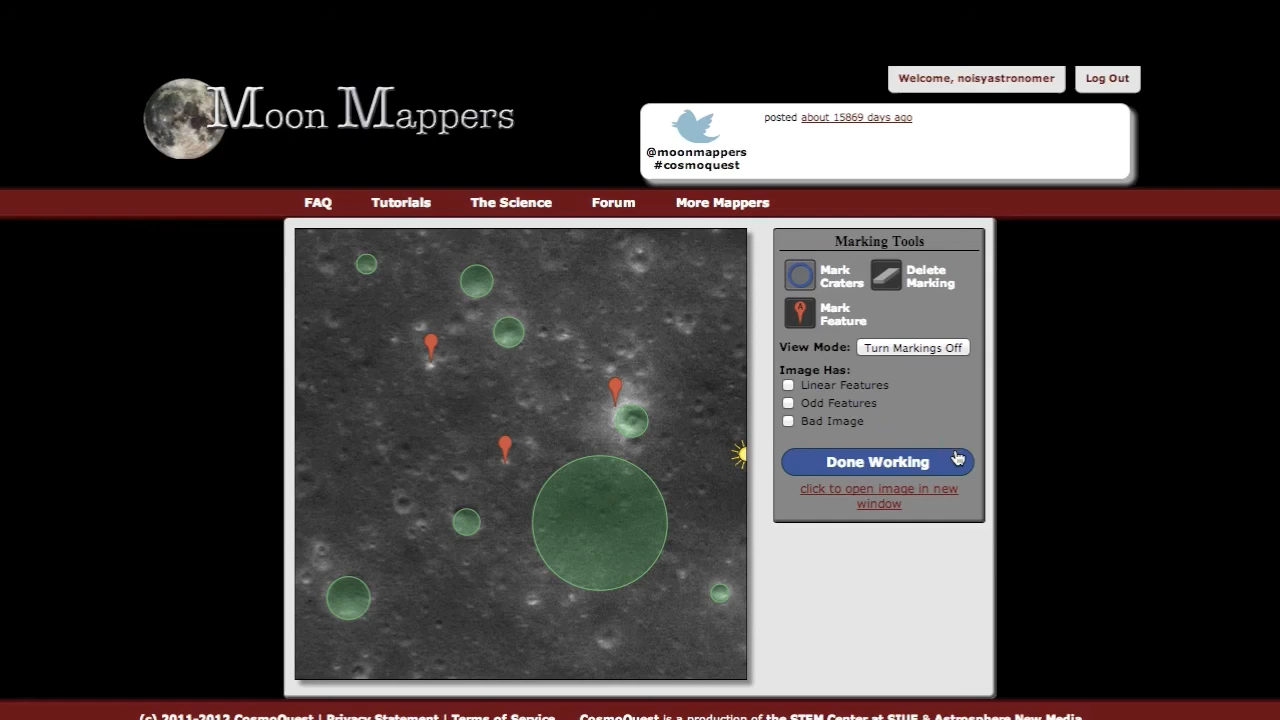 Moon Mappers
Welcome, noisyastronomer
Log Out
posted about 15869 days ago
@moonmappers
#cosmoquest
FAQ
Tutorials
The Science
Forum
More Mappers
Marking Tools
Mark
Craters
Delete
Marking
A
Mark
Feature
View Mode: Turn Markings Off
Image Has:
Linear Features
Odd Features
Bad Image
Done Working
click to open image in new
window
(c) 2011-2012 CosmoQuest | Privacy Statement | Terms of Service
CosmoQuest is a production of the STEM Center at SIUE & Astrosphere New Media